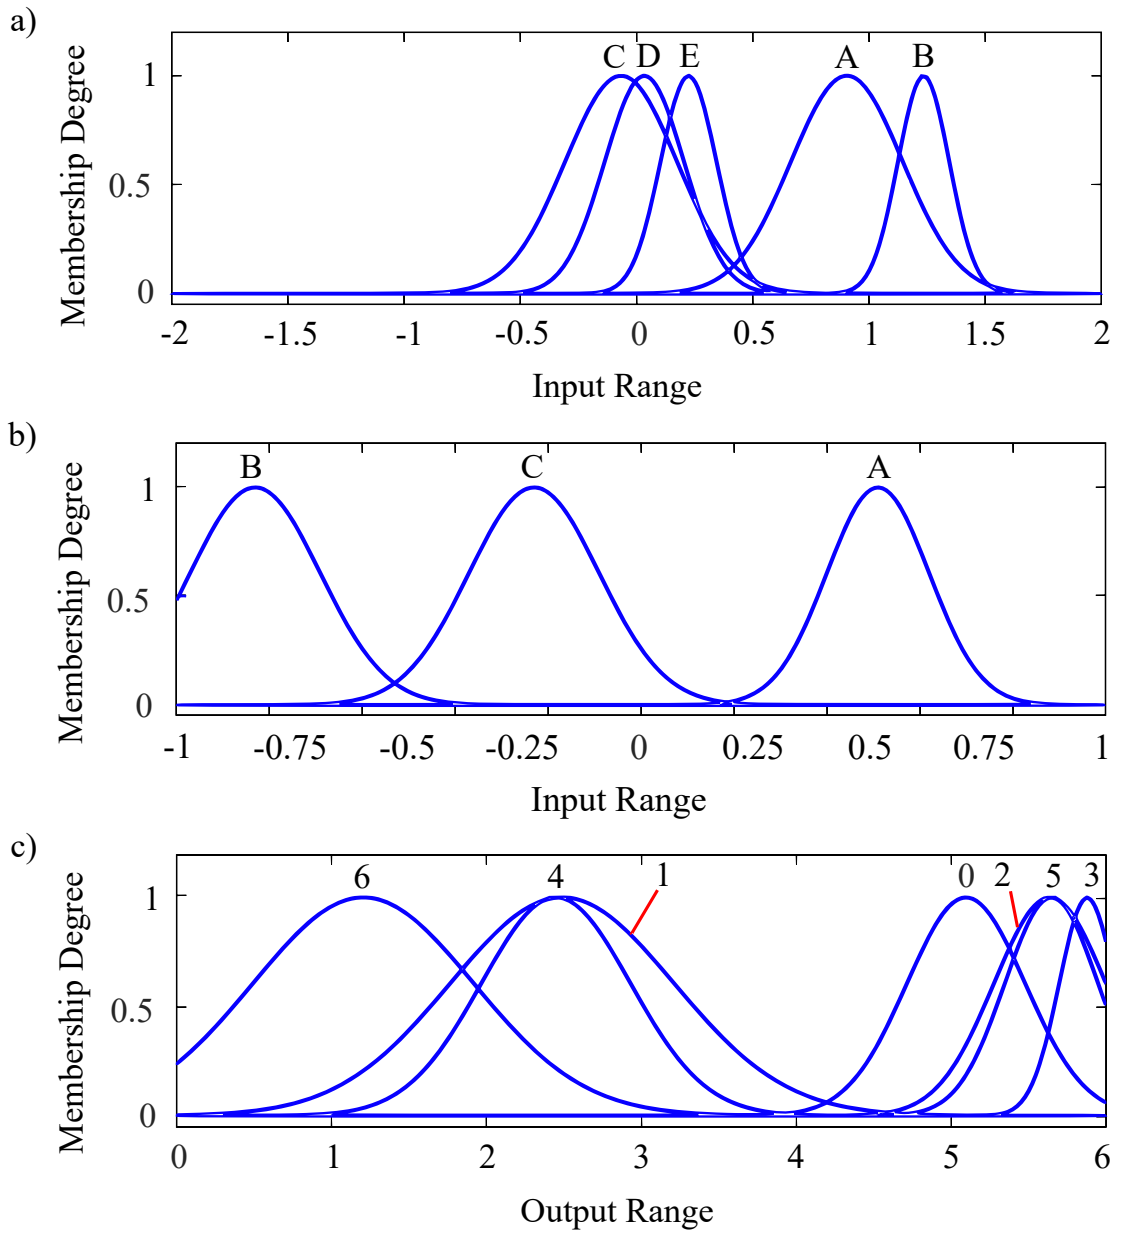 a)
C D E A B
1
0.5
0
Membership Degree
-2 -1.5 -1 -0.5 0 0.5 1 1.5 2
Input Range
b)
B C A
1
0.5
0
Membership Degree
-1 -0.75 -0.5 -0.25 0 0.25 0.5 0.75 1
Input Range
c)
6 4 1 0 2 5 3
1
0.5
0
Membership Degree
0 1 2 3 4 5 6
Output Range